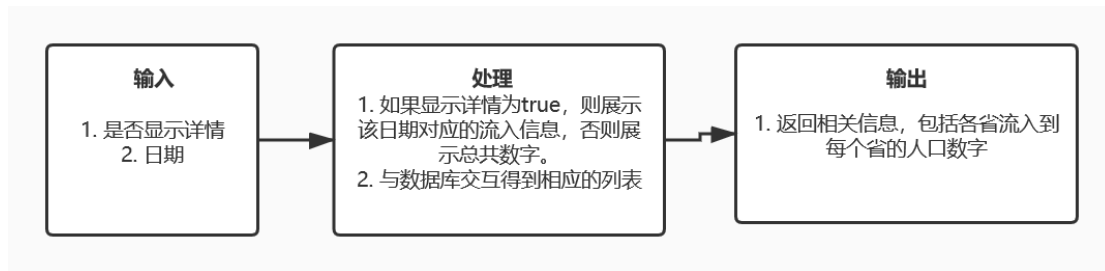 输入
1. 是否显示详情
2. 日期
处理
1. 如果显示详情为true，则展示
该日期对应的流入信息，否则展
示总共数字。
2. 与数据库交互得到相应的列表
输出
1. 返回相关信息，包括各省流入到
每个省的人口数字